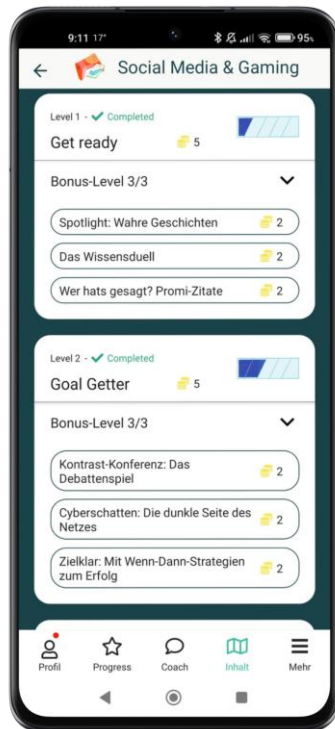 9:11 17° 95%
Social Media & Gaming
Level 1 - ✔ Completed
Get ready 5
Bonus-Level 3/3
Spotlight: Wahre Geschichten 2
Das Wissensduell 2
Wer hats gesagt? Promi-Zitate 2
Level 2 - ✔ Completed
Goal Getter 5
Bonus-Level 3/3
Kontrast-Konferenz: Das
Debattenspiel 2
Cyberschatten: Die dunkle Seite des
Netzes 2
Zielklar: Mit Wenn-Dann-Strategien
zum Erfolg 2
Profil Progress Coach Inhalt Mehr